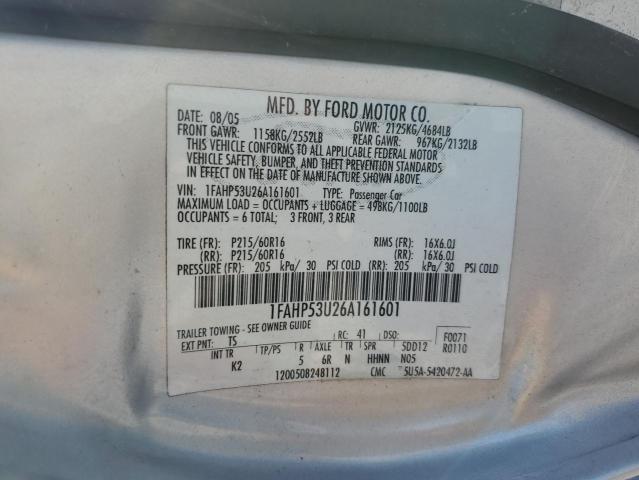 MFD. BY FORD MOTOR CO.
DATE: 08/05 GVWR: 2125KG/4684LB
FRONT GAWR: 1158KG/2552LB REAR GAWR: 967KG/2132LB
THIS VEHICLE CONFORMS TO ALL APPLICABLE FEDERAL MOTOR
VEHICLE SAFETY, BUMPER, AND THEFT PREVENTION STANDARDS
IN EFFECT ON THE DATE OF MANUFACTURE SHOWN ABOVE.
VIN: 1FAHP53U26A161601 TYPE: Passenger Car
MAXIMUM LOAD = OCCUPANTS + LUGGAGE = 498KG/1100LB
OCCUPANTS = 6 TOTAL; 3 FRONT, 3 REAR
TIRE (FR): P215/60R16 RIMS (FR): 16X6.0J
(RR): P215/60R16 (RR): 16X6.0J
PRESSURE (FR): 205 kPa/ 30 PSI COLD (RR): 205 kPa/ 30 PSI COLD
1FAHP53U26A161601
TRAILER TOWING - SEE OWNER GUIDE
EXT PNT: TS RC: 41 DSO: F0071
INT TR TP/PS R AXLE TR SPR 5DD12 R0110
K2 5 6R N HHNN N05
1200508248112 CMC 5U5A-5420472-AA